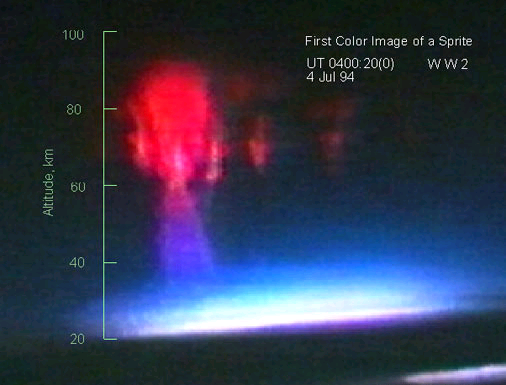 First Color Image of a Sprite
UT 0400:20(0) W W 2
4 Jul 94
100
80
60
40
20
Altitude, km